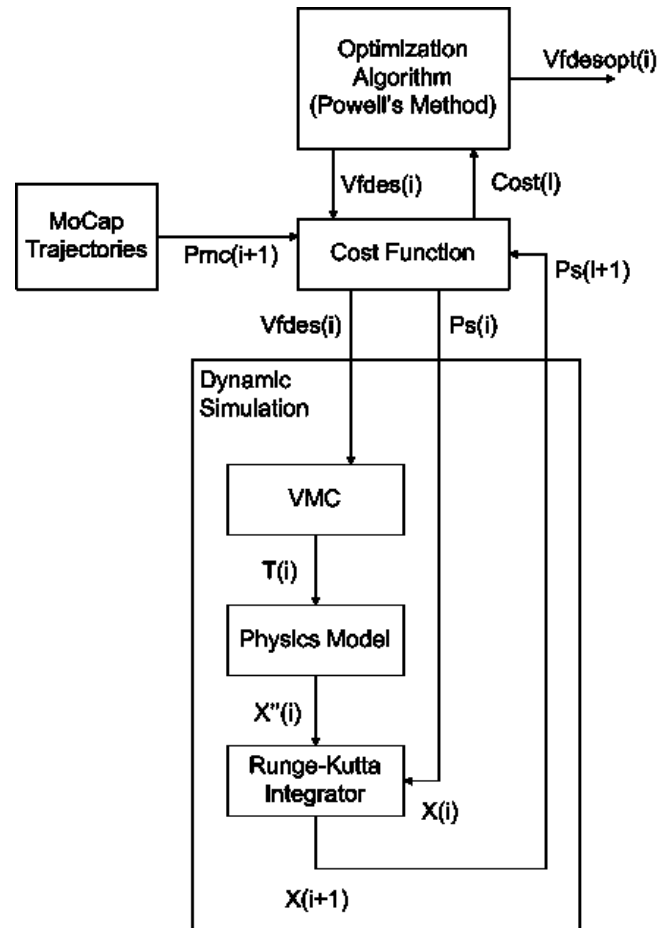 Optimization
Algorithm
(Powell's Method)
Vfdesopt(i)
Vfdes(i)
Cost(I)
MoCap
Trajectories
Pmc(i+1)
Cost Function
Ps(I+1)
Vfdes(i)
Ps(i)
Dynamic
Simulation
VMC
T(i)
Physics Model
X"(i)
Runge-Kutta
Integrator
X(i)
X(i+1)